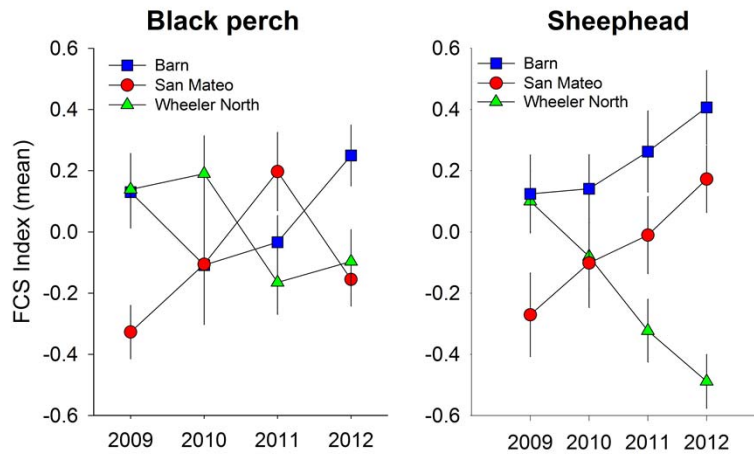 Black perch
Sheephead
FCS Index (mean)
0.6
0.4
0.2
0.0
-0.2
-0.4
-0.6
Barn
San Mateo
Wheeler North
2009
2010
2011
2012
0.6
0.4
0.2
0.0
-0.2
-0.4
-0.6
Barn
San Mateo
Wheeler North
2009
2010
2011
2012